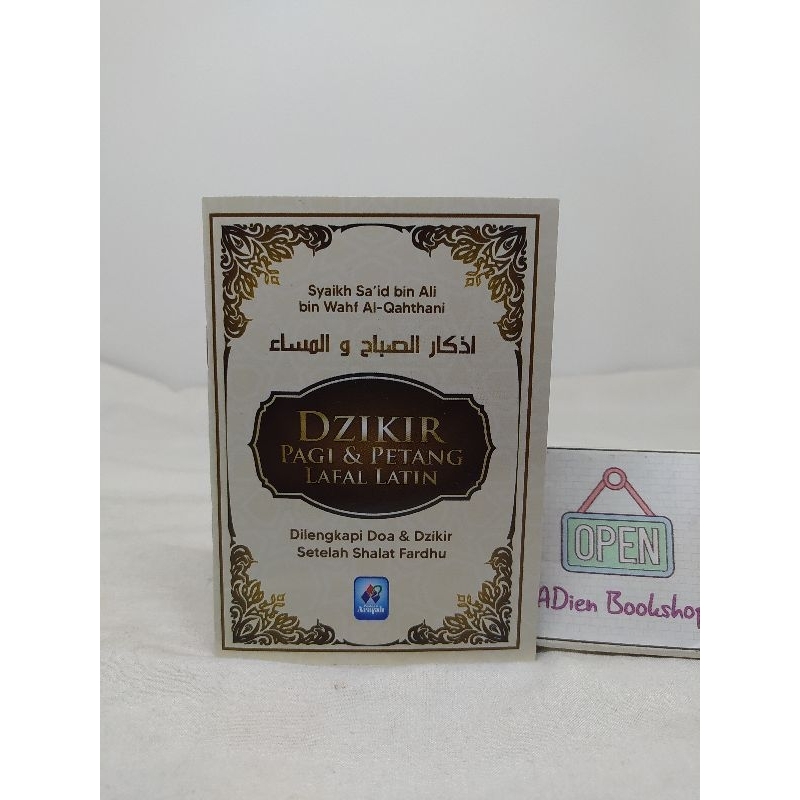 Syaikh Sa'id bin Ali
bin Wahf Al-Qahthani
اذكار الصباح و المساء
DZIKIR
PAGI & PETANG
LAFAL LATIN
Dilengkapi Doa & Dzikir
Setelah Shalat Fardhu
Arafah
OPEN
ADien Bookshop